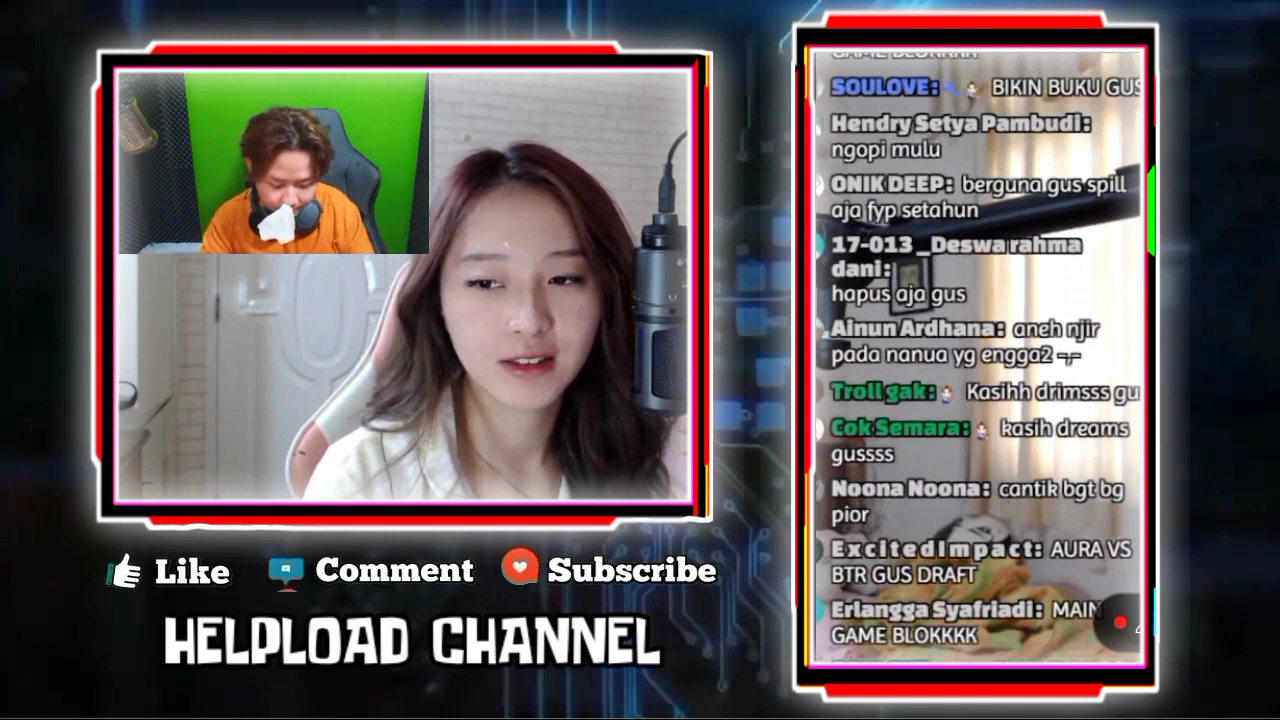 Like
Comment
Subscribe
HELPLOAD CHANNEL
GAME BLOKKKK
SOULOVE: BIKIN BUKU GUS
Hendry Setya Pambudi:
ngopi mulu
ONIK DEEP: berguna gus spill
aja fyp setahun
17-013_Deswa rahma
dani:
hapus aja gus
Ainun Ardhana: aneh njir
pada nanua yg engga2 -,-
Troll gak: Kasihh drimsss gu
Cok Semara: kasih dreams
gussss
Noona Noona: cantik bgt bg
pior
ExcitedImpact: AURA VS
BTR GUS DRAFT
Erlangga Syafriadi: MAIN
GAME BLOKKKK